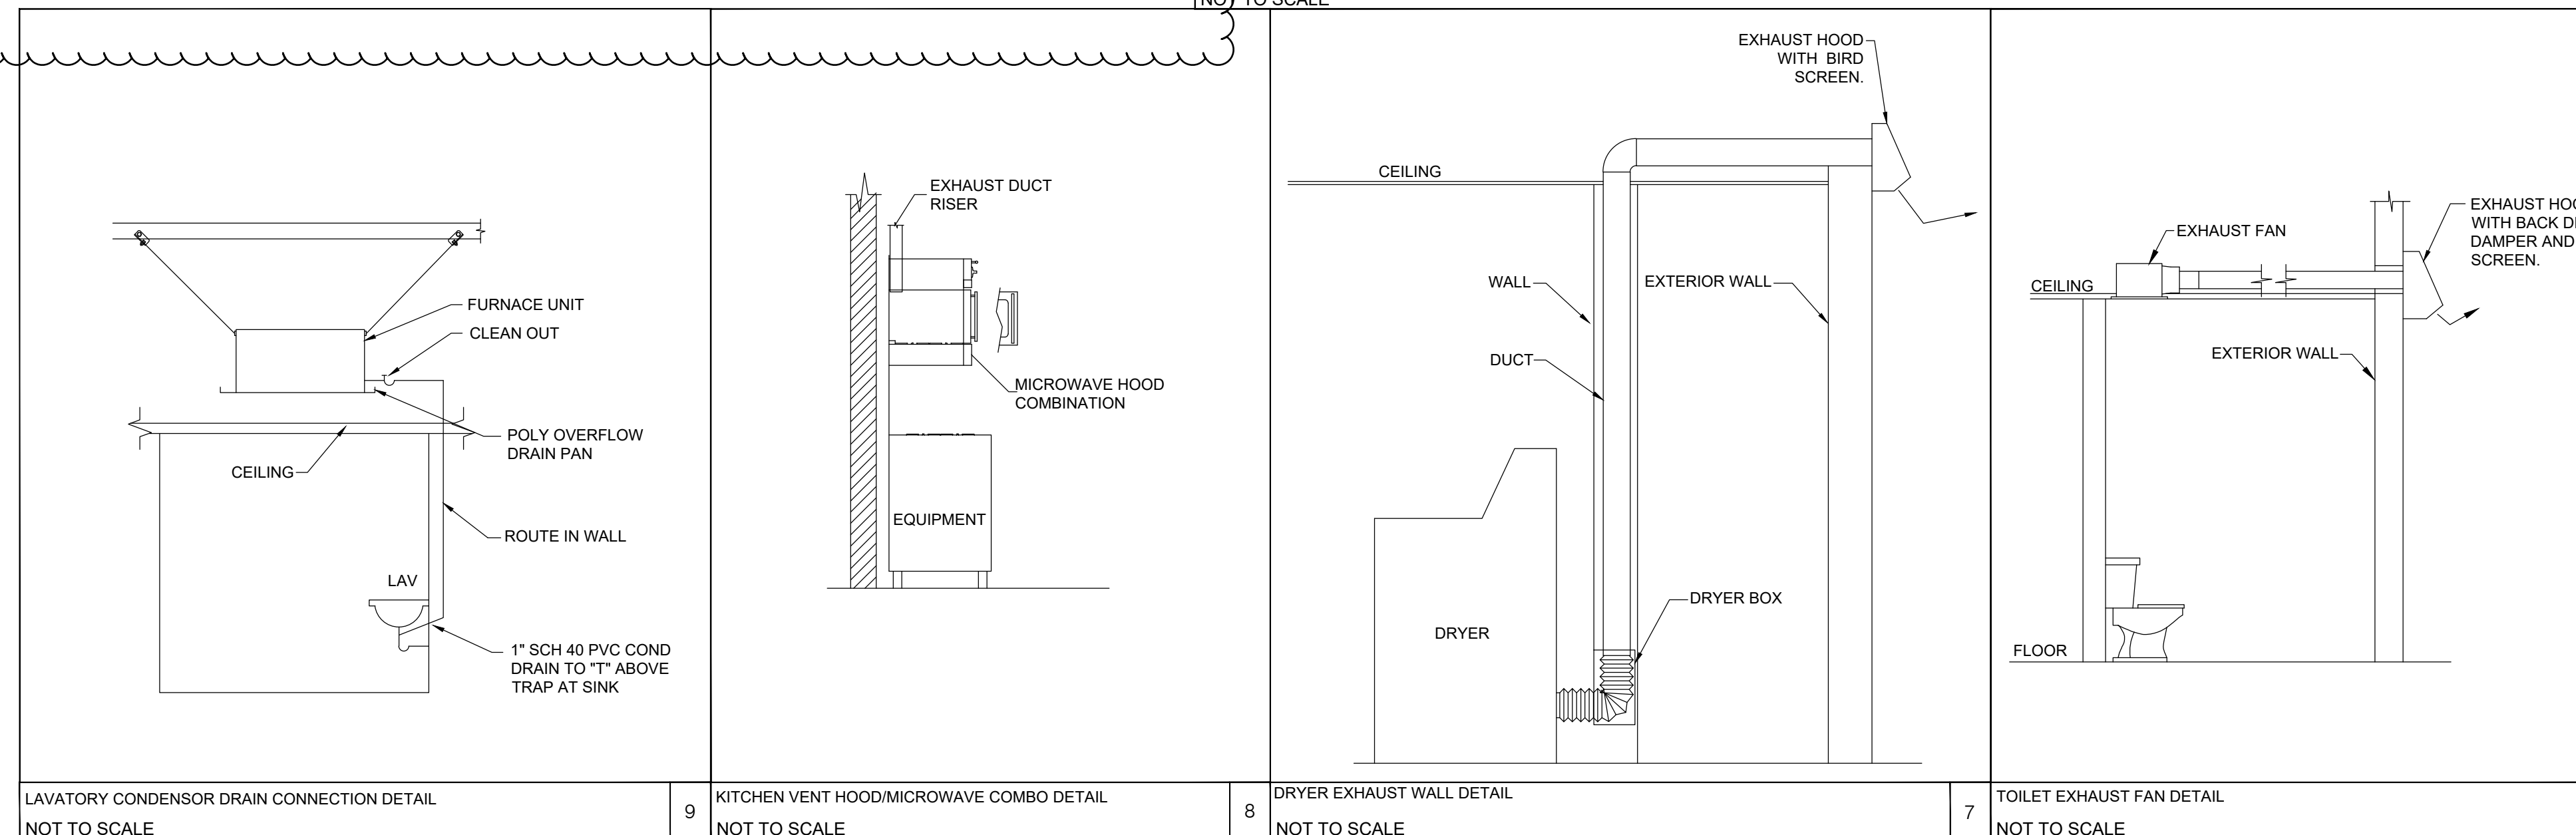 NOT TO SCALE
FURNACE UNIT
CLEAN OUT
POLY OVERFLOW
DRAIN PAN
CEILING
ROUTE IN WALL
LAV
1" SCH 40 PVC COND
DRAIN TO "T" ABOVE
TRAP AT SINK
LAVATORY CONDENSOR DRAIN CONNECTION DETAIL
NOT TO SCALE
9
EXHAUST DUCT
RISER
MICROWAVE HOOD
COMBINATION
EQUIPMENT
KITCHEN VENT HOOD/MICROWAVE COMBO DETAIL
NOT TO SCALE
8
EXHAUST HOOD
WITH BIRD
SCREEN.
CEILING
WALL
EXTERIOR WALL
DUCT
DRYER BOX
DRYER
DRYER EXHAUST WALL DETAIL
NOT TO SCALE
7
EXHAUST
WITH BACK
DAMPER AND
SCREEN.
EXHAUST FAN
CEILING
EXTERIOR WALL
FLOOR
TOILET EXHAUST FAN DETAIL
NOT TO SCALE